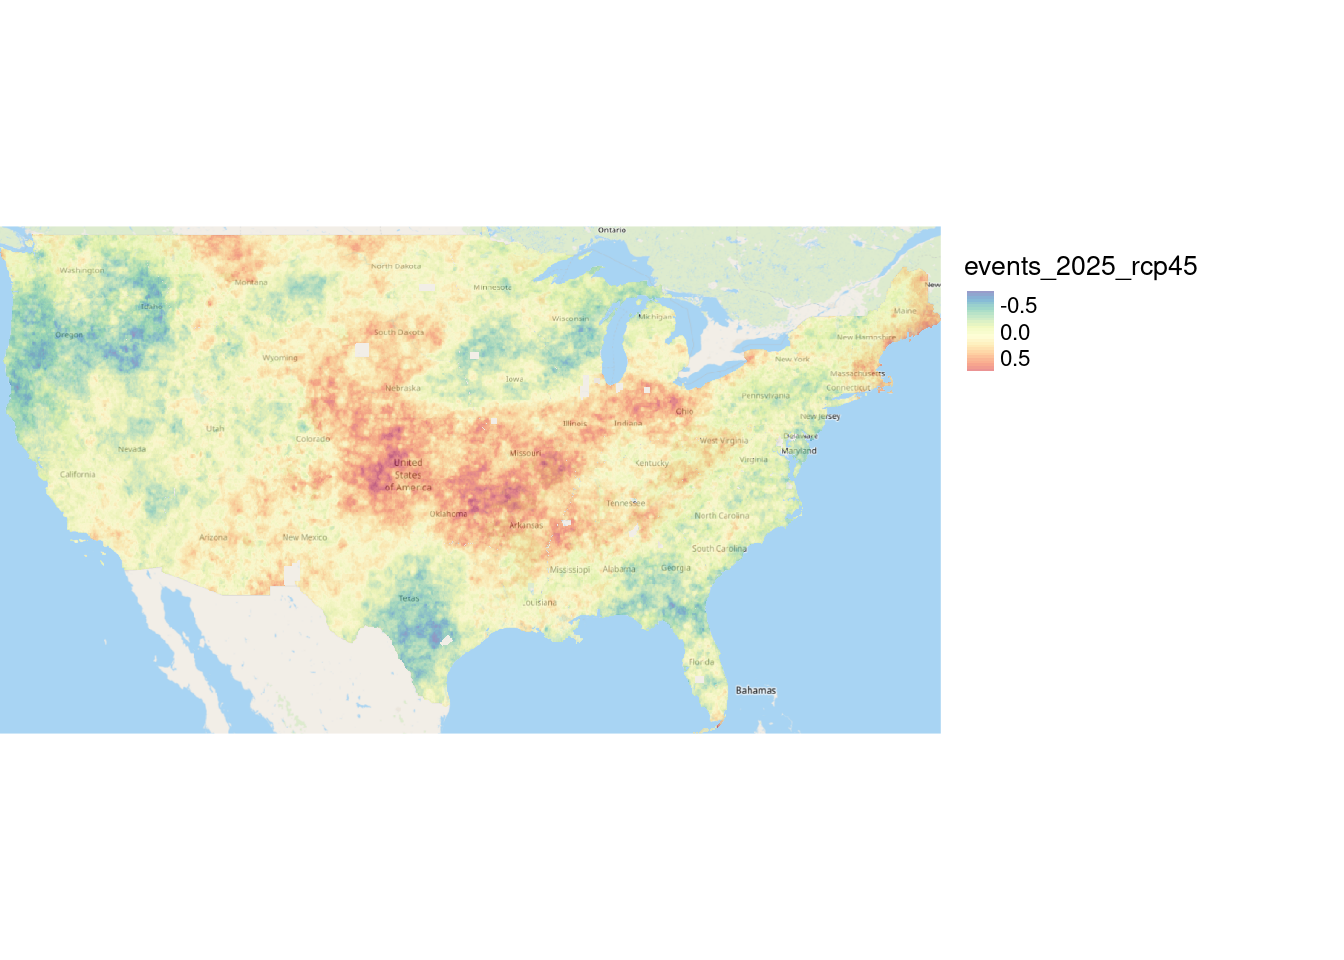 Ontario
Washington
Montana
North Dakota
Minnesota
Idaho
New
Maine
Oregon
South Dakota
Wisconsin
Michigan
New Hampshire
Wyoming
Iowa
New York
Massachusetts
Nebraska
Connecticut
Pennsylvania
Ohio
New Jersey
Utah
Colorado
Illinois
Indiana
Delaware
Nevada
West Virginia
Maryland
Missouri
California
United
States
of America
Kentucky
Virginia
Tennessee
Oklahoma
Arkansas
North Carolina
Arizona
New Mexico
South Carolina
Mississippi
Alabama
Georgia
Texas
Louisiana
Florida
Bahamas
events_2025_rcp45
-0.5
0.0
0.5